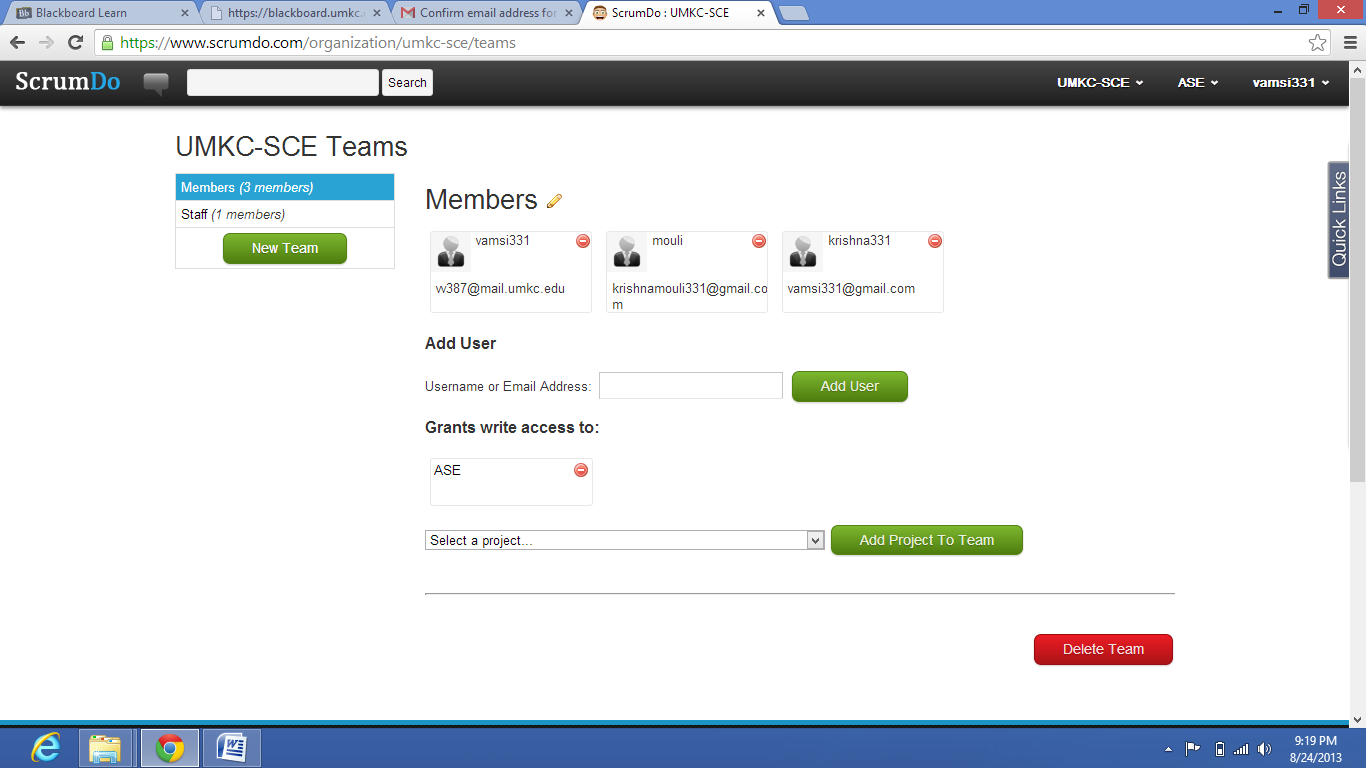 Blackboard Learn
https://blackboard.umkc.
Confirm email address for
ScrumDo : UMKC-SCE
https://www.scrumdo.com/organization/umkc-sce/teams
ScrumDo
Search
UMKC-SCE
ASE
vamsi331
UMKC-SCE Teams
Members (3 members)
Staff (1 members)
New Team
Members
vamsi331
vv387@mail.umkc.edu
mouli
krishnamouli331@gmail.co
m
krishna331
vamsi331@gmail.com
Quick Links
Add User
Username or Email Address:
Add User
Grants write access to:
ASE
Select a project...
Add Project To Team
Delete Team
9:19 PM
8/24/2013